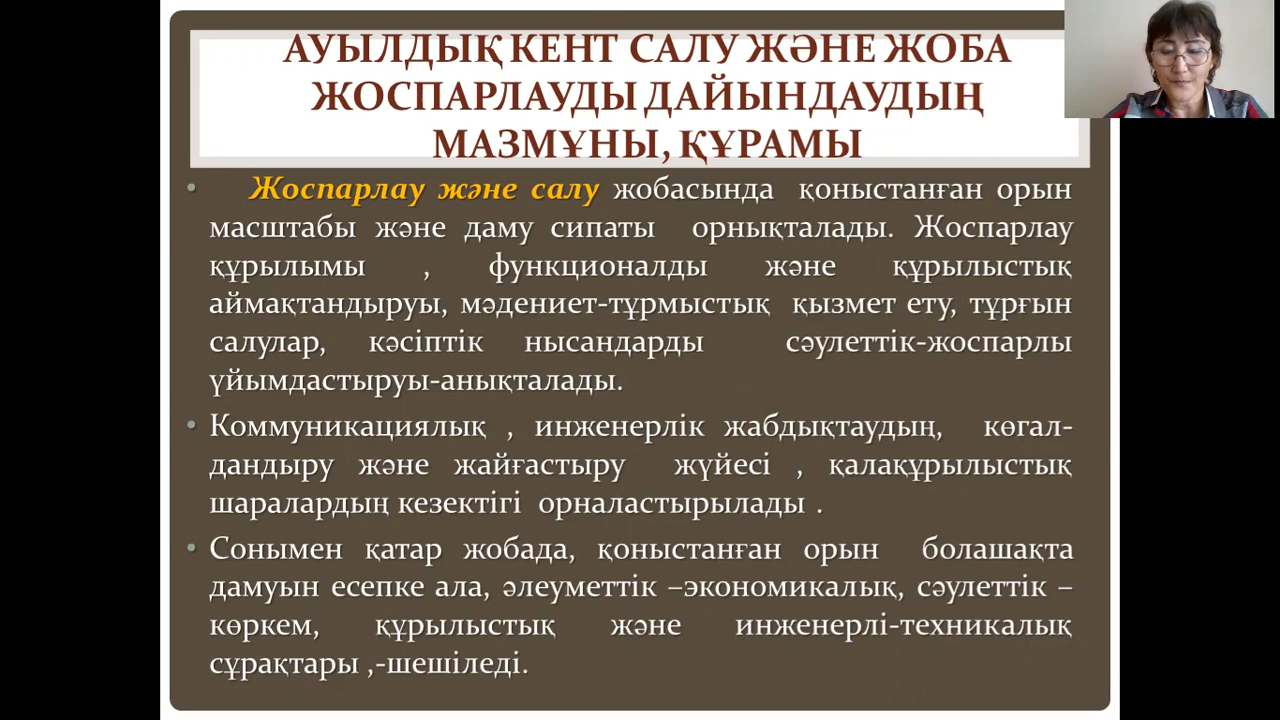 АУЫЛДЫҚ КЕНТ САЛУ ЖӘНЕ ЖОБА
ЖОСПАРЛАУДЫ ДАЙЫНДАУДЫҢ
МАЗМҰНЫ, ҚҰРАМЫ
• Жоспарлау және салу жобасында қоныстанған орын
масштабы және даму сипаты орнықталады. Жоспарлау
құрылымы , функционалды және құрылыстық
аймақтандыруы, мәдениет-тұрмыстық қызмет ету, тұрғын
салулар, кәсіптік нысандарды сәулеттік-жоспарлы
үйымдастыруы-анықталады.
• Коммуникациялық , инженерлік жабдықтаудың, көгал-
дандыру және жайғастыру жүйесі , қалақұрылыстық
шаралардың кезектігі орналастырылады .
• Сонымен қатар жобада, қоныстанған орын болашақта
дамуын есепке ала, әлеуметтік –экономикалық, сәулеттік –
көркем, құрылыстық және инженерлі-техникалық
сұрақтары ,-шешіледі.